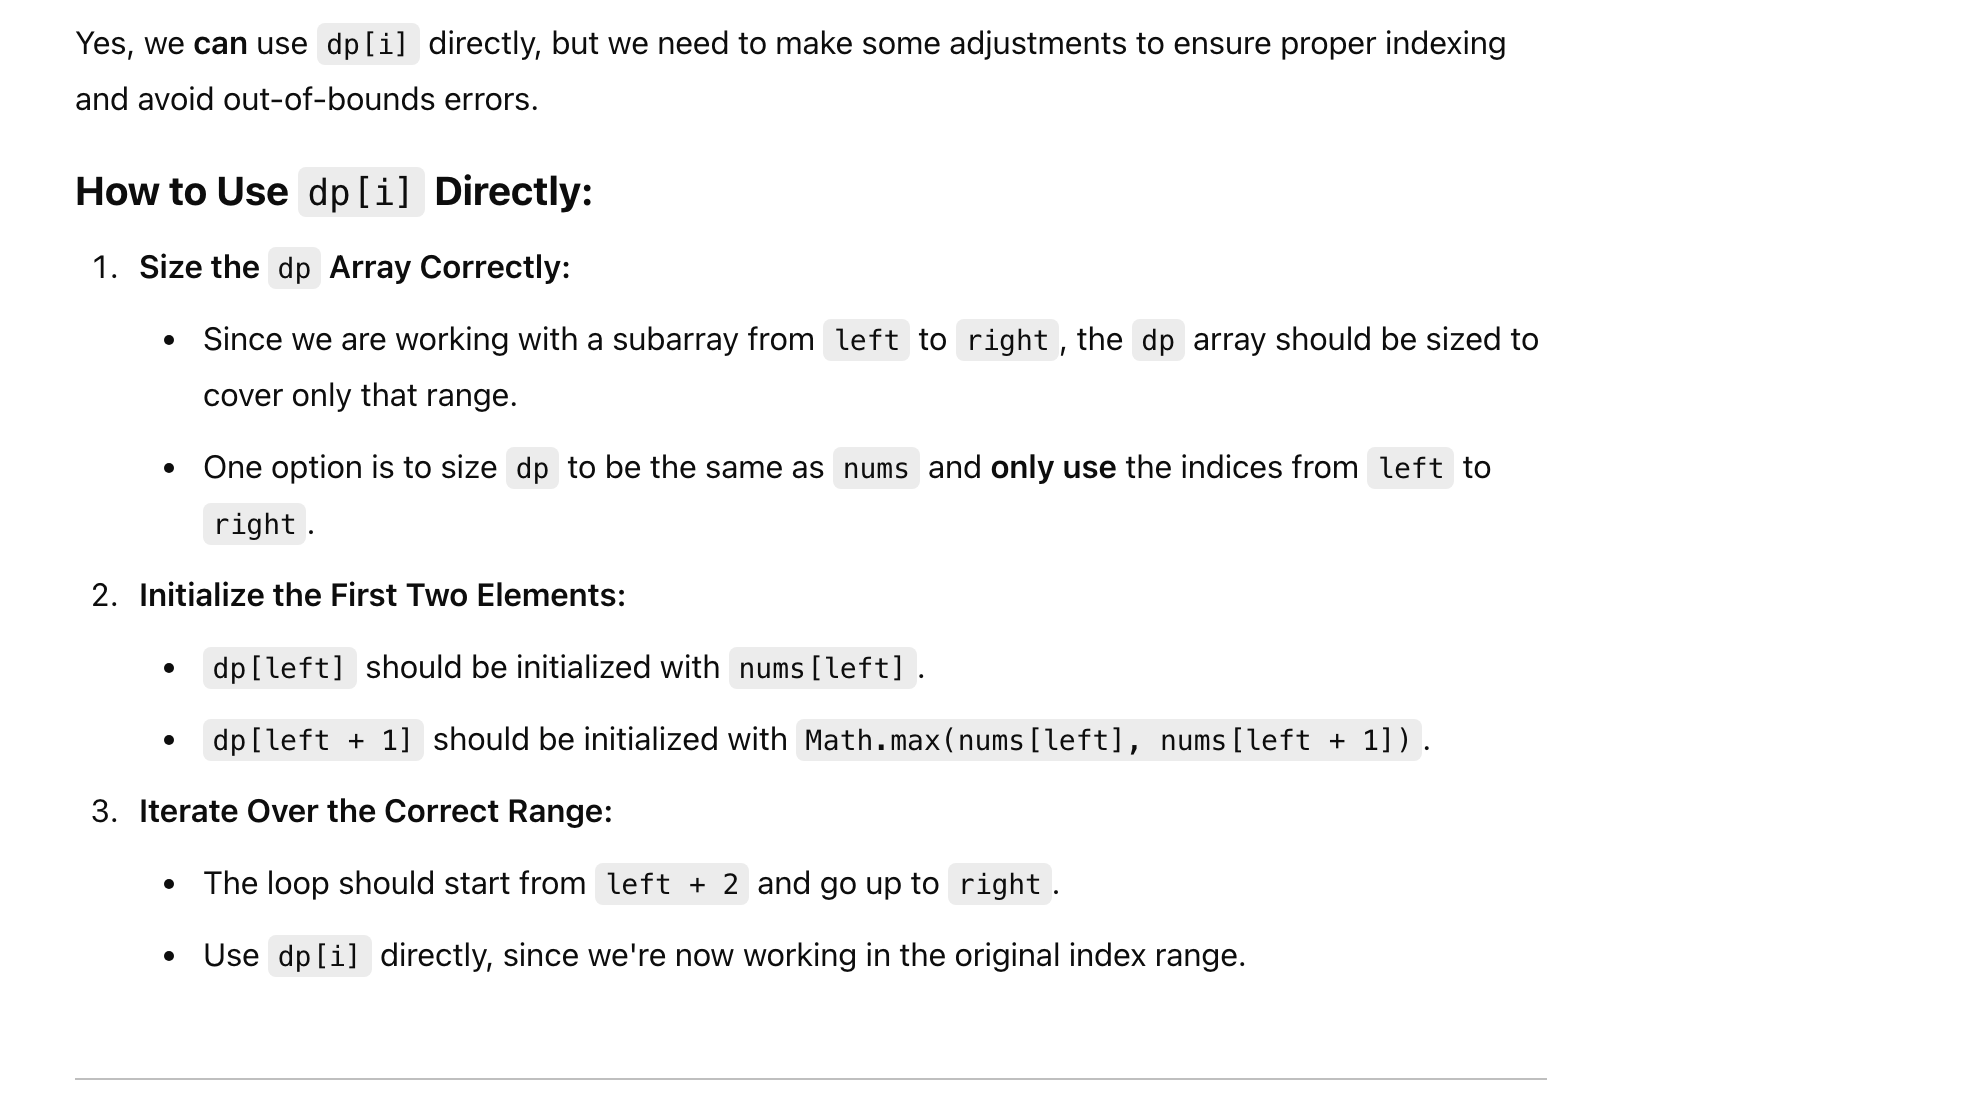 Yes, we can use dp[i] directly, but we need to make some adjustments to ensure proper indexing
and avoid out-of-bounds errors.
How to Use dp[i] Directly:
1. Size the dp Array Correctly:
• Since we are working with a subarray from left to right, the dp array should be sized to
cover only that range.
• One option is to size dp to be the same as nums and only use the indices from left to
right.
2. Initialize the First Two Elements:
• dp[left] should be initialized with nums[left].
• dp[left + 1] should be initialized with Math.max(nums[left], nums[left + 1]).
3. Iterate Over the Correct Range:
• The loop should start from left + 2 and go up to right.
• Use dp[i] directly, since we're now working in the original index range.